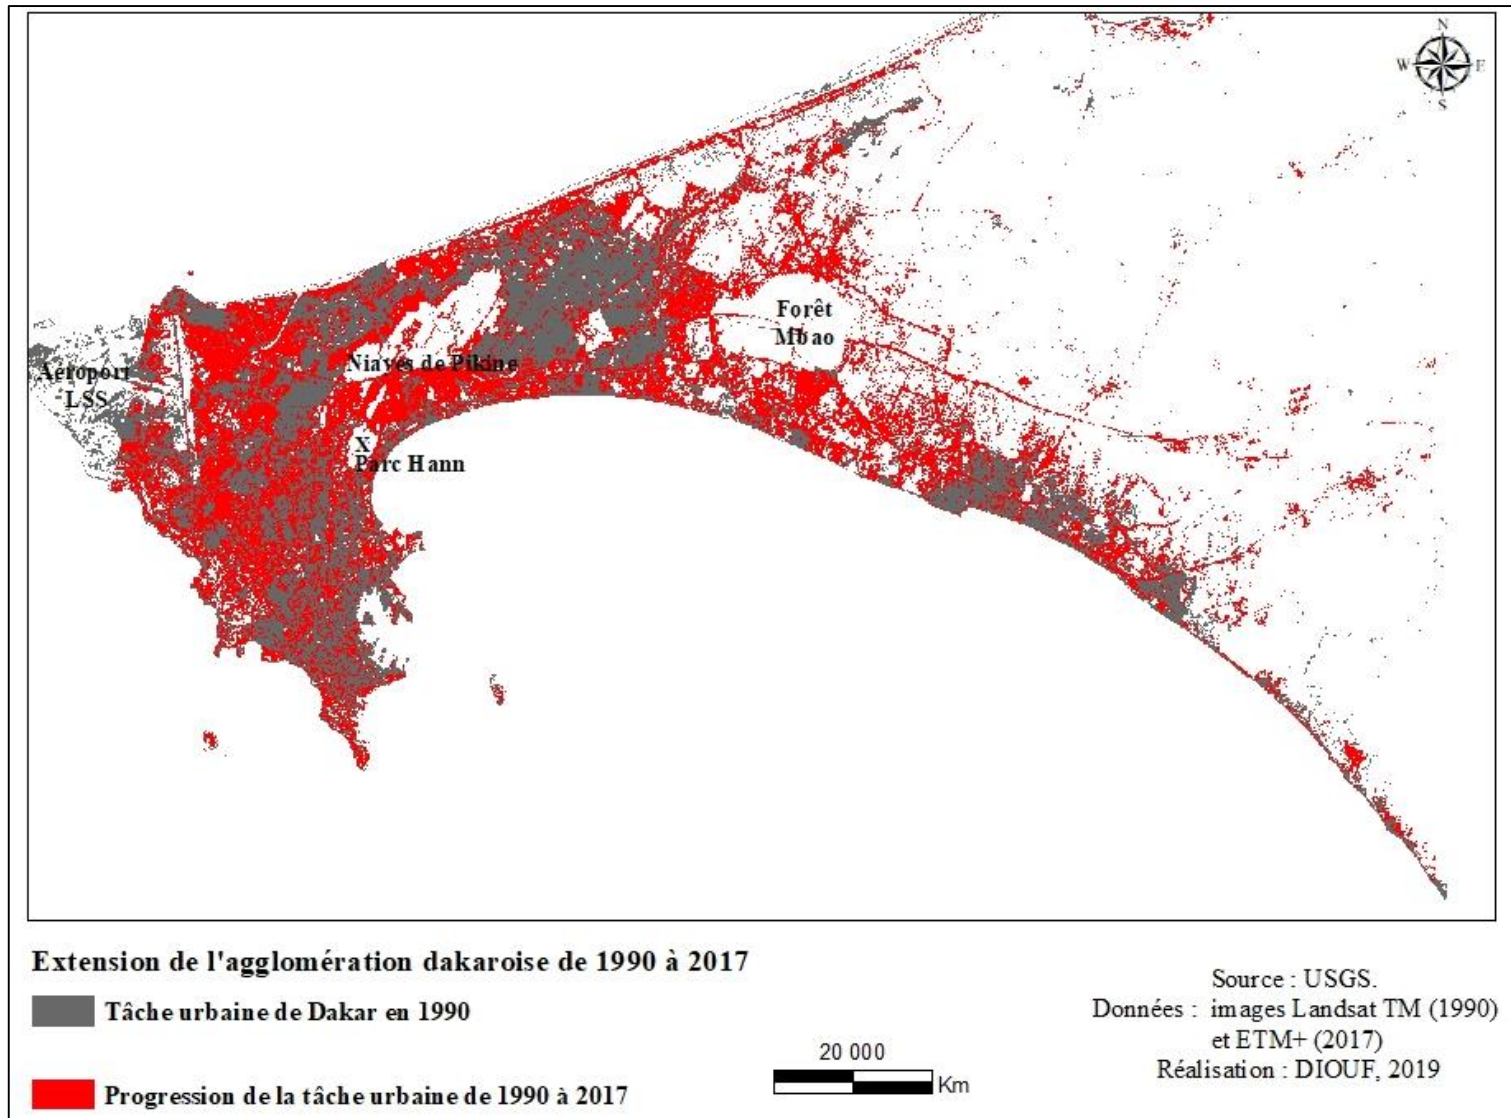 N
W E
S
Forêt
Mbao
Niayes de Pikine
Aéroport
LSS
X
Parc Hann
Extension de l'agglomération dakaroise de 1990 à 2017
Tâche urbaine de Dakar en 1990
Progression de la tâche urbaine de 1990 à 2017
20 000
Km
Source : USGS.
Données : images Landsat TM (1990)
et ETM+ (2017)
Réalisation : DIOUF, 2019